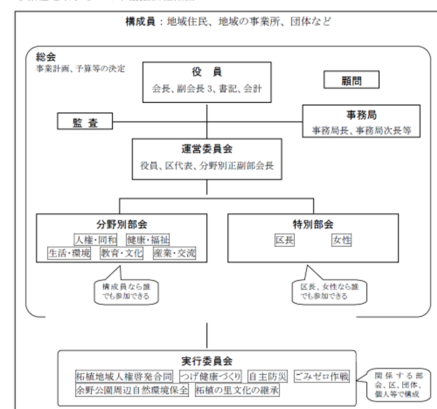 構成員：地域住民、地域の事業所、団体など
総会
事業計画、予算等の決定
役員
会長、副会長3、書記、会計
顧問
監査
事務局
事務局長、事務局次長等
運営委員会
役員、区代表、分野別正副部会長
分野別部会
人権・同和 健康・福祉
生活・環境 教育・文化 産業・交流
特別部会
区長 女性
構成員なら誰
でも参加できる
区長、女性なら誰
でも参加できる
実行委員会
柘植地域人権啓発合同 つげ健康づくり 自主防災 ごみゼロ作戦
余野公園周辺自然環境保全 柘植の里文化の継承
関係する部
会、区、団体、
個人等で構成